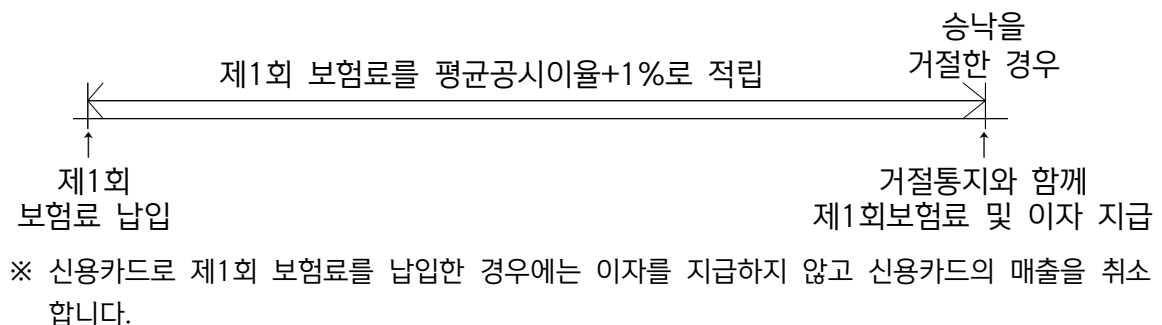 승낙을
거절한 경우
제1회 보험료를 평균공시이율+1%로 적립
제1회
보험료 납입
거절통지와 함께
제1회보험료 및 이자 지급
※ 신용카드로 제1회 보험료를 납입한 경우에는 이자를 지급하지 않고 신용카드의 매출을 취소
합니다.